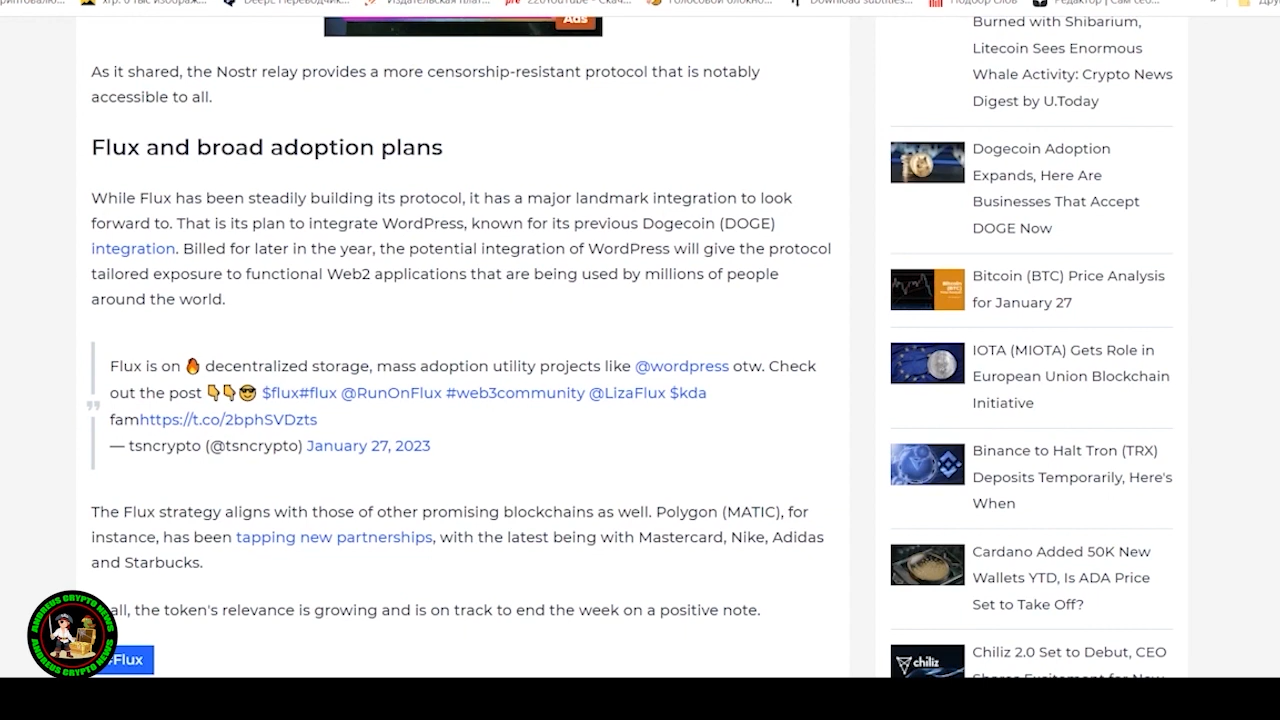 Ads
As it shared, the Nostr relay provides a more censorship-resistant protocol that is notably
accessible to all.
Flux and broad adoption plans
While Flux has been steadily building its protocol, it has a major landmark integration to look
forward to. That is its plan to integrate WordPress, known for its previous Dogecoin (DOGE)
integration. Billed for later in the year, the potential integration of WordPress will give the protocol
tailored exposure to functional Web2 applications that are being used by millions of people
around the world.
Flux is on 🔥 decentralized storage, mass adoption utility projects like @wordpress otw. Check
out the post 👇👇😎 $flux#flux @RunOnFlux #web3community @LizaFlux $kda
famhttps://t.co/2bphSVDzts
— tsncrypto (@tsncrypto) January 27, 2023
The Flux strategy aligns with those of other promising blockchains as well. Polygon (MATIC), for
instance, has been tapping new partnerships, with the latest being with Mastercard, Nike, Adidas
and Starbucks.
all, the token's relevance is growing and is on track to end the week on a positive note.
#Flux
ANDREUS CRYPTO NEWS
ANDREUS CRYPTO NEWS
Burned with Shibarium,
Litecoin Sees Enormous
Whale Activity: Crypto News
Digest by U.Today
Dogecoin Adoption
Expands, Here Are
Businesses That Accept
DOGE Now
Bitcoin (BTC) Price Analysis
for January 27
IOTA (MIOTA) Gets Role in
European Union Blockchain
Initiative
Binance to Halt Tron (TRX)
Deposits Temporarily, Here's
When
Cardano Added 50K New
Wallets YTD, Is ADA Price
Set to Take Off?
chiliz
Chiliz 2.0 Set to Debut, CEO